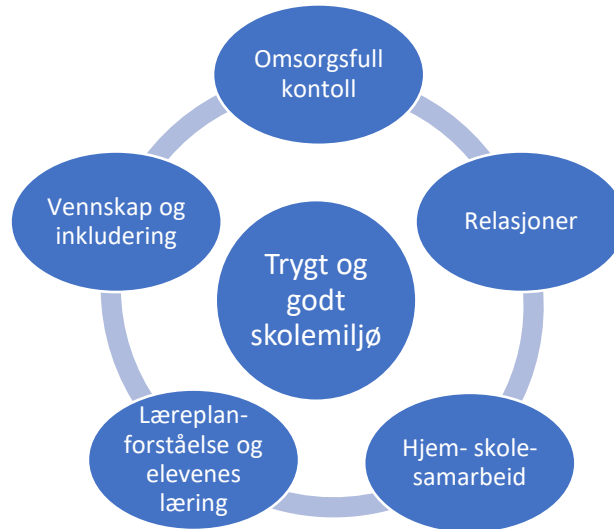 Omsorgsfull
kontoll
Relasjoner
Hjem- skole-
samarbeid
Læreplan-
forståelse og
elevenes
læring
Vennskap og
inkludering
Trygt og
godt
skolemiljø